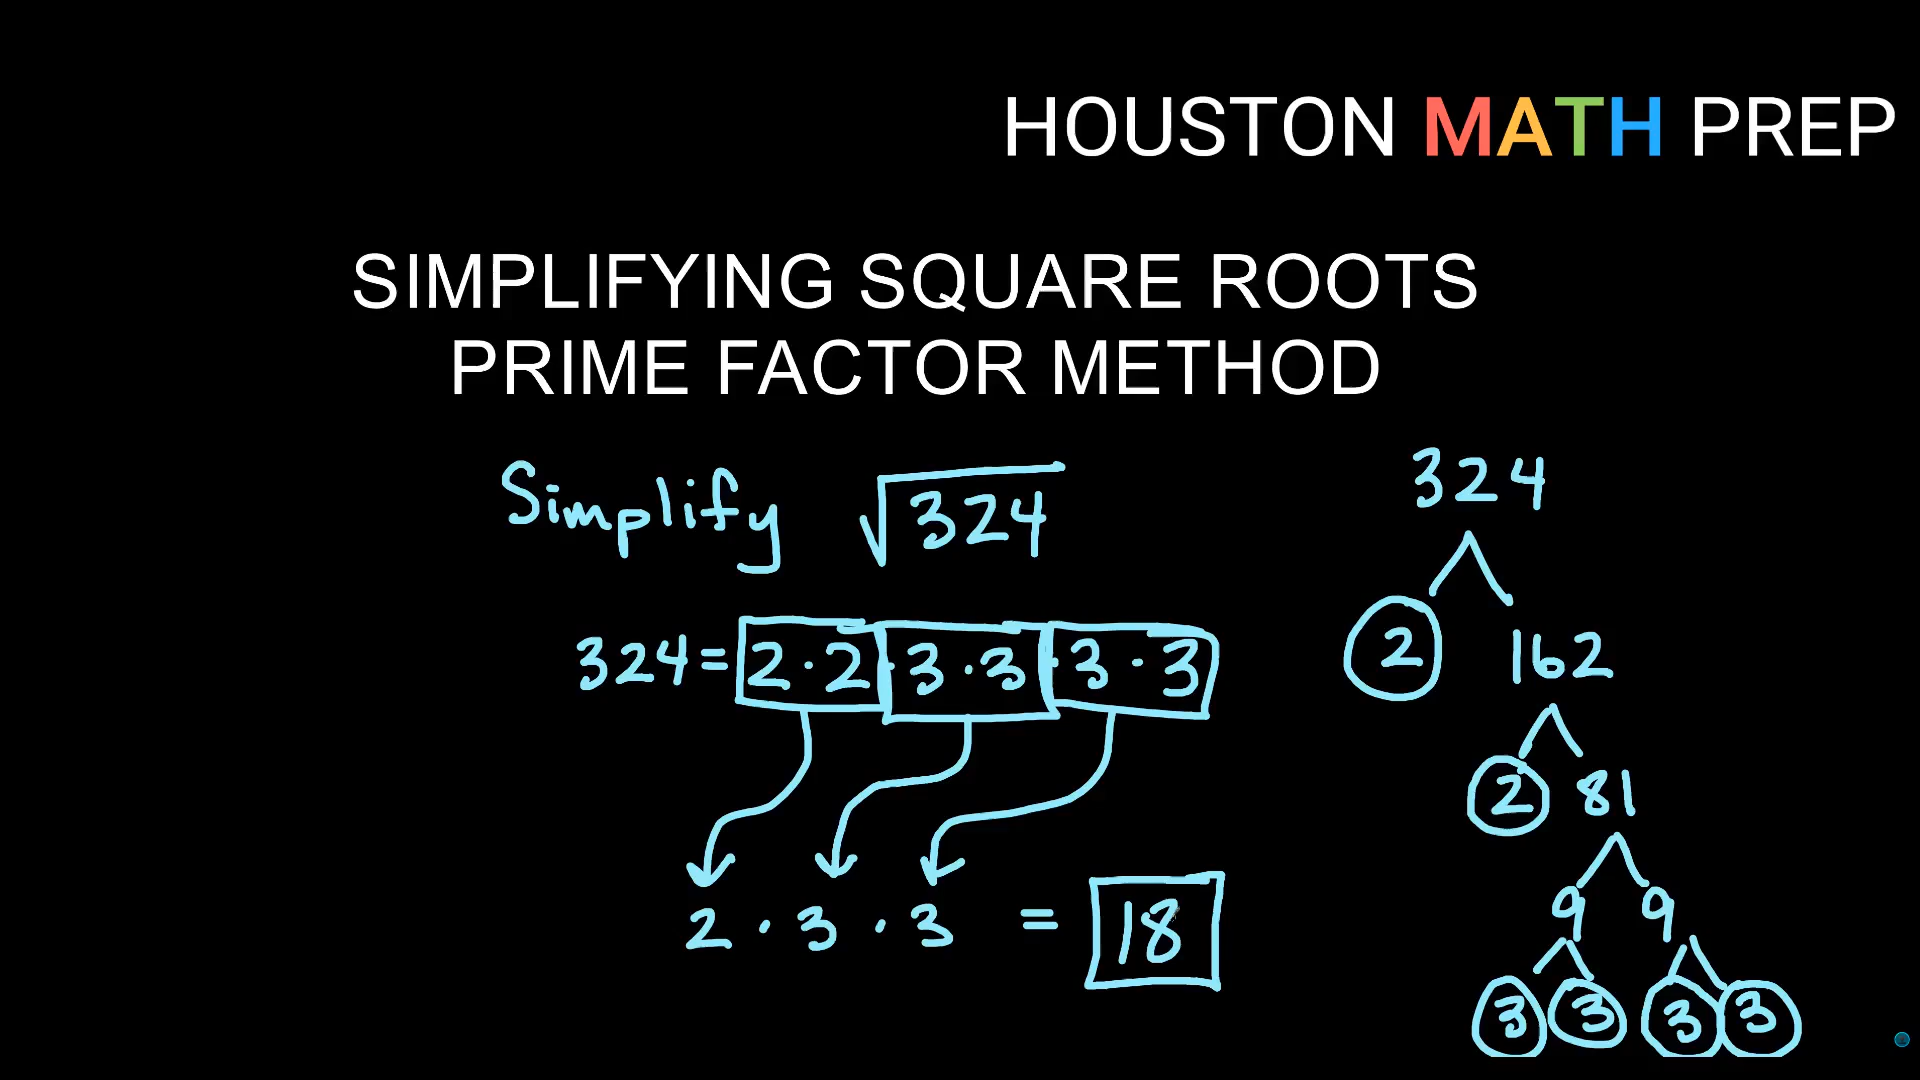 HOUSTON MATH PREP
SIMPLIFYING SQUARE ROOTS
PRIME FACTOR METHOD
Simplify √324
324 = 2 · 2 · 3 · 3 · 3 · 3
2 · 3 · 3 = 18
324
2 162
2 81
9 9
3 3 3 3